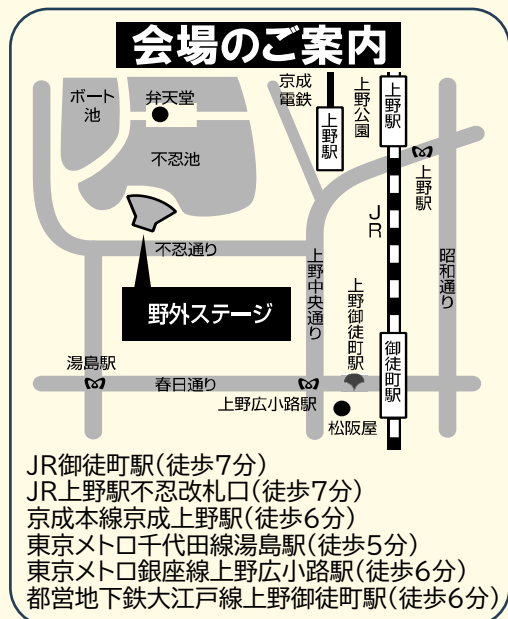 会場のご案内
ボート
池
弁天堂
不忍池
京成
電鉄
上野駅
上野公園
上野駅
上野駅
JR
不忍通り
上野中央通り
上野御徒町駅
昭和通り
野外ステージ
御徒町駅
湯島駅
春日通り
上野広小路駅
松阪屋
JR御徒町駅(徒歩7分)
JR上野駅不忍改札口(徒歩7分)
京成本線京成上野駅(徒歩6分)
東京メトロ千代田線湯島駅(徒歩5分)
東京メトロ銀座線上野広小路駅(徒歩6分)
都営地下鉄大江戸線上野御徒町駅(徒歩6分)